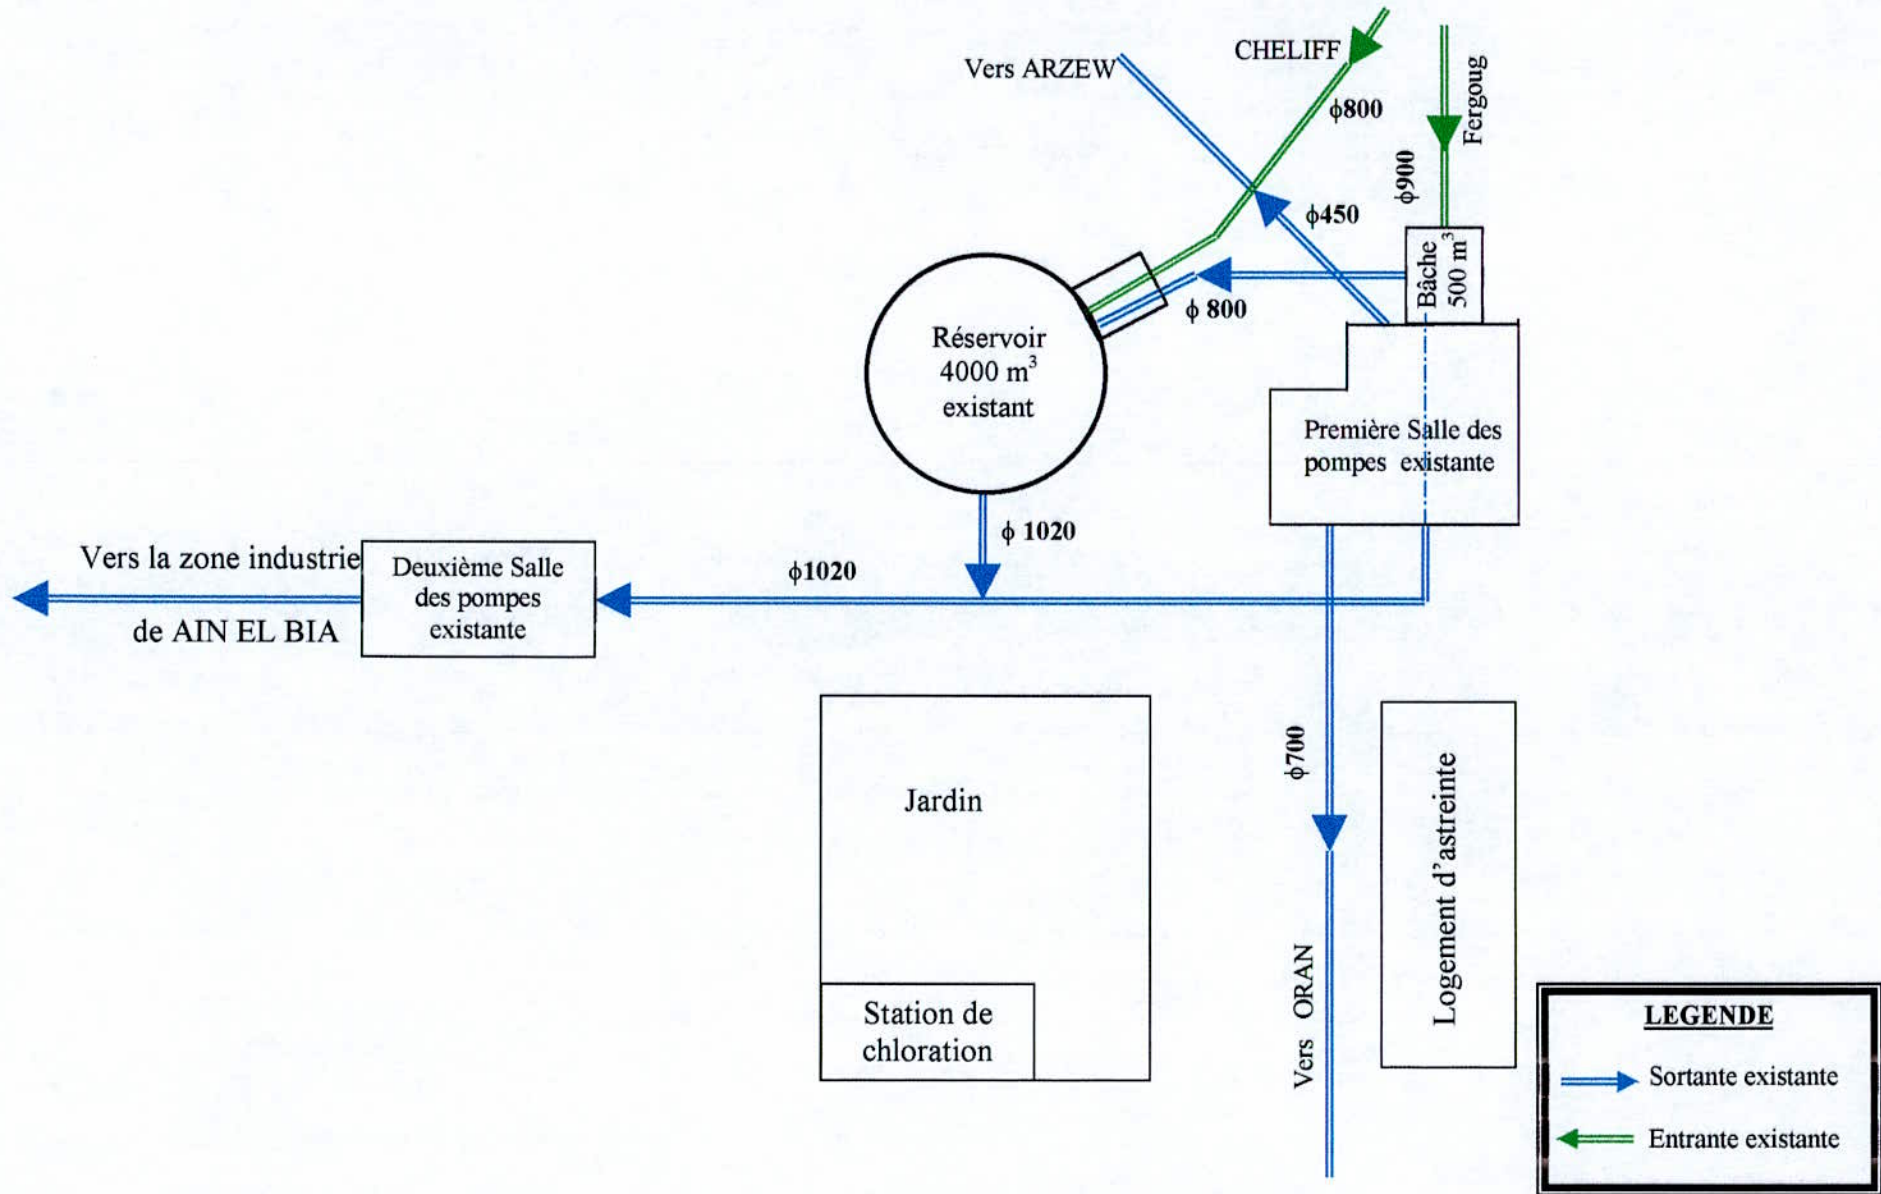 Vers ARZEW
CHELIFF
Fergoug
ϕ800
ϕ900
ϕ450
Bâche
500 m³
ϕ 800
Réservoir
4000 m³
existant
Première Salle des
pompes existante
ϕ 1020
ϕ1020
Vers la zone industrie
de AIN EL BIA
Deuxième Salle
des pompes
existante
ϕ700
Jardin
Logement d'astreinte
Vers ORAN
Station de
chloration
LEGENDE
Sortante existante
Entrante existante